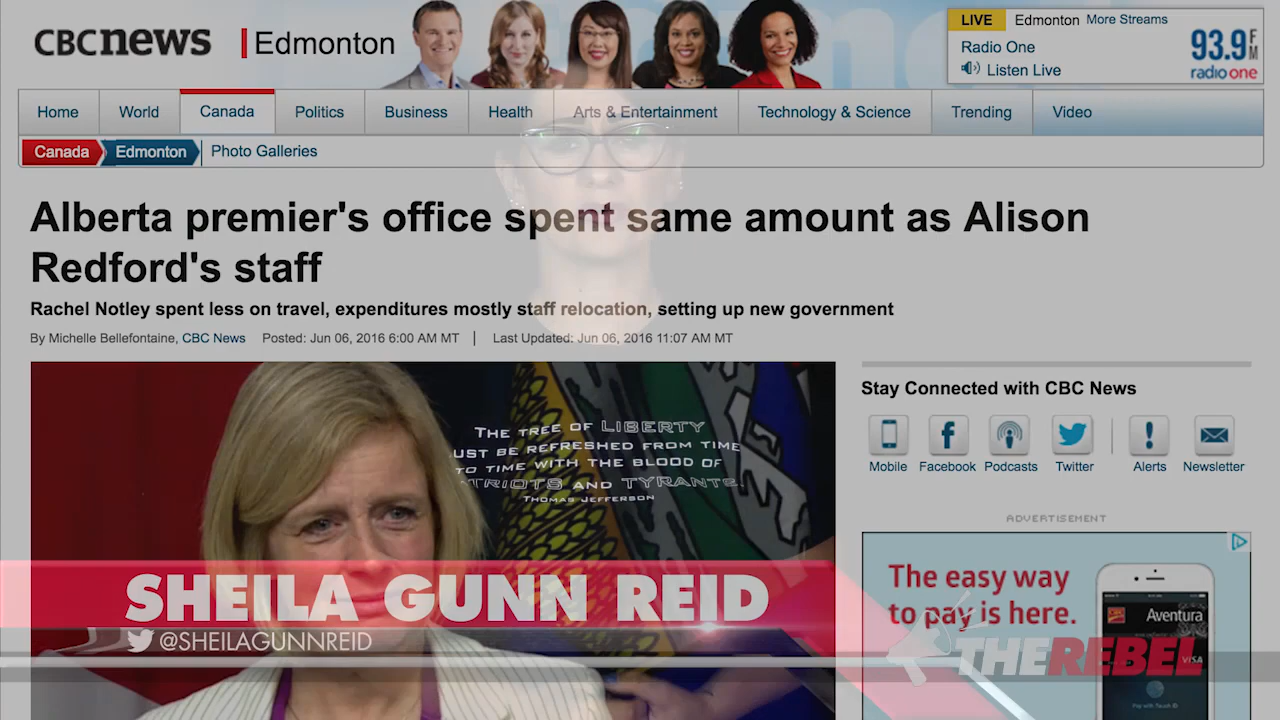 CBCnews | Edmonton
LIVE Edmonton More Streams
Radio One
Listen Live
93.9 FM
radio one
Home World Canada Politics Business Health Arts & Entertainment Technology & Science Trending Video
Canada Edmonton Photo Galleries
Alberta premier's office spent same amount as Alison
Redford's staff
Rachel Notley spent less on travel, expenditures mostly staff relocation, setting up new government
By Michelle Bellefontaine, CBC News Posted: Jun 06, 2016 6:00 AM MT | Last Updated: Jun 06, 2016 11:07 AM MT
THE TREE OF LIBERTY
UST BE REFRESHED FROM TIME
TO TIME WITH THE BLOOD OF
TRIOTS AND TYRANTS.
THOMAS JEFFERSON
Stay Connected with CBC News
Mobile Facebook Podcasts Twitter Alerts Newsletter
ADVERTISEMENT
The easy way
to pay is here.
CIBC Aventura
VISA
Pay with Touch ID
SHEILA GUNN REID
@SHEILAGUNNREID
THEREBEL